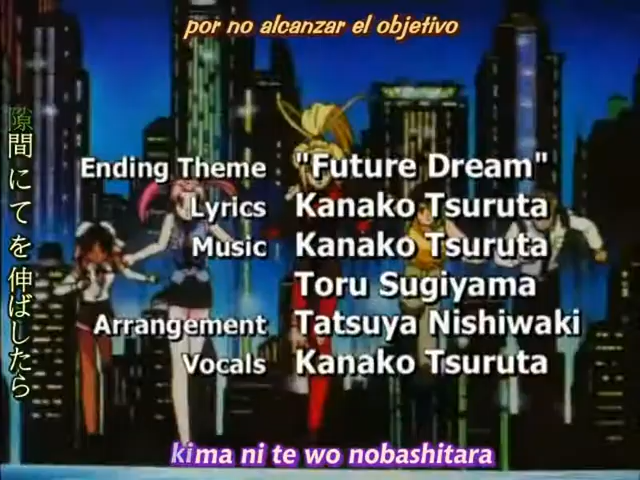 por no alcanzar el objetivo
隙間にてを伸ばしたら
Ending Theme "Future Dream"
Lyrics Kanako Tsuruta
Music Kanako Tsuruta
Toru Sugiyama
Arrangement Tatsuya Nishiwaki
Vocals Kanako Tsuruta
kima ni te wo nobashitara